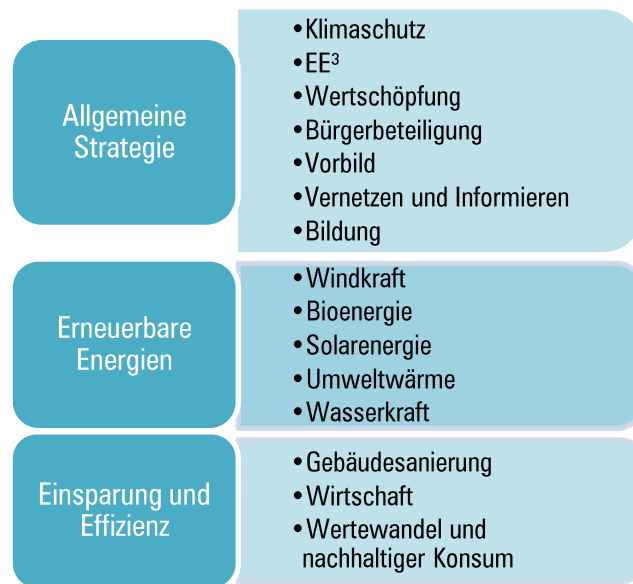 Allgemeine
Strategie
•Klimaschutz
•EE³
•Wertschöpfung
•Bürgerbeteiligung
•Vorbild
•Vernetzen und Informieren
•Bildung
Erneuerbare
Energien
•Windkraft
•Bioenergie
•Solarenergie
•Umweltwärme
•Wasserkraft
Einsparung und
Effizienz
•Gebäudesanierung
•Wirtschaft
•Wertewandel und
nachhaltiger Konsum